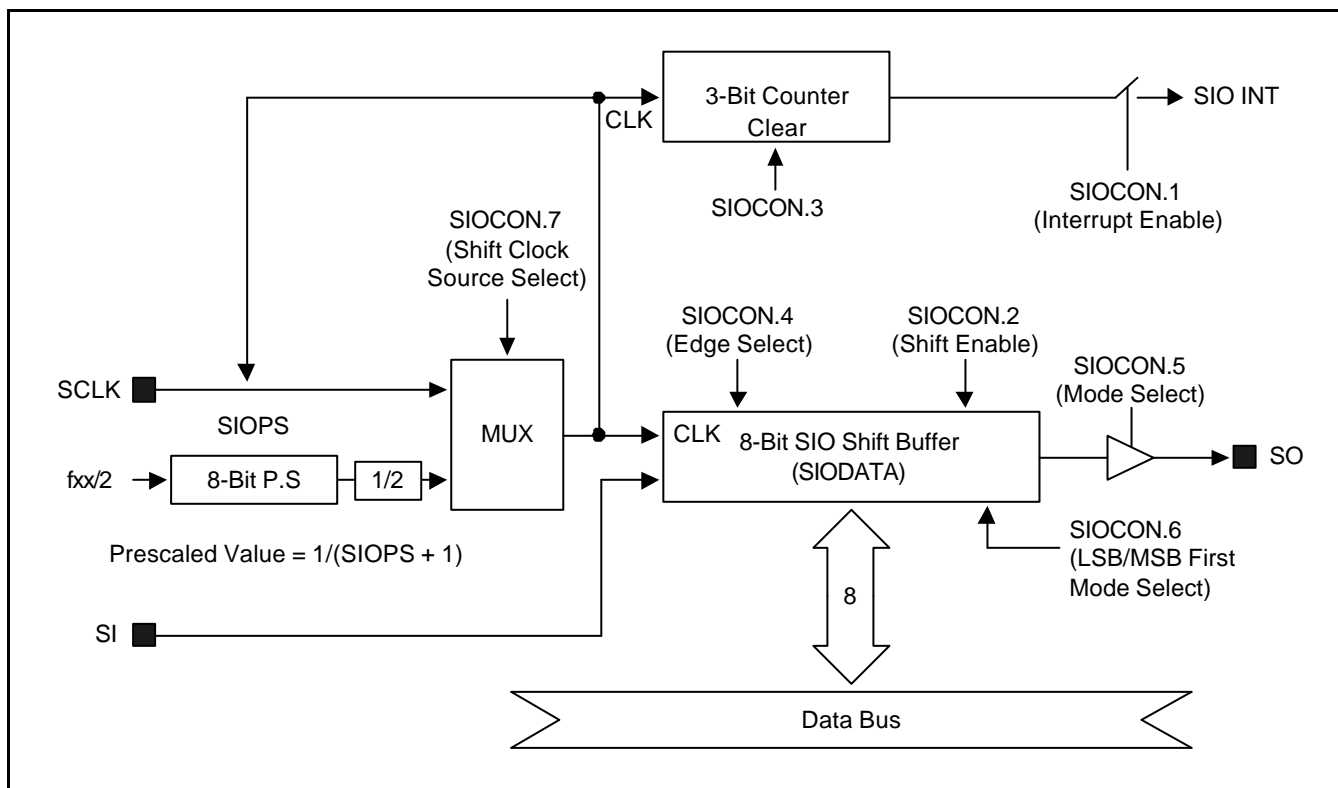 3-Bit Counter
Clear
CLK
SIO INT
SIOCON.3
SIOCON.1
(Interrupt Enable)
SIOCON.7
(Shift Clock
Source Select)
SIOCON.4
(Edge Select)
SIOCON.2
(Shift Enable)
SIOCON.5
(Mode Select)
SCLK
SIOPS
MUX
CLK
8-Bit SIO Shift Buffer
(SIODATA)
SO
fxx/2
8-Bit P.S
1/2
Prescaled Value = 1/(SIOPS + 1)
SIOCON.6
(LSB/MSB First
Mode Select)
8
SI
Data Bus